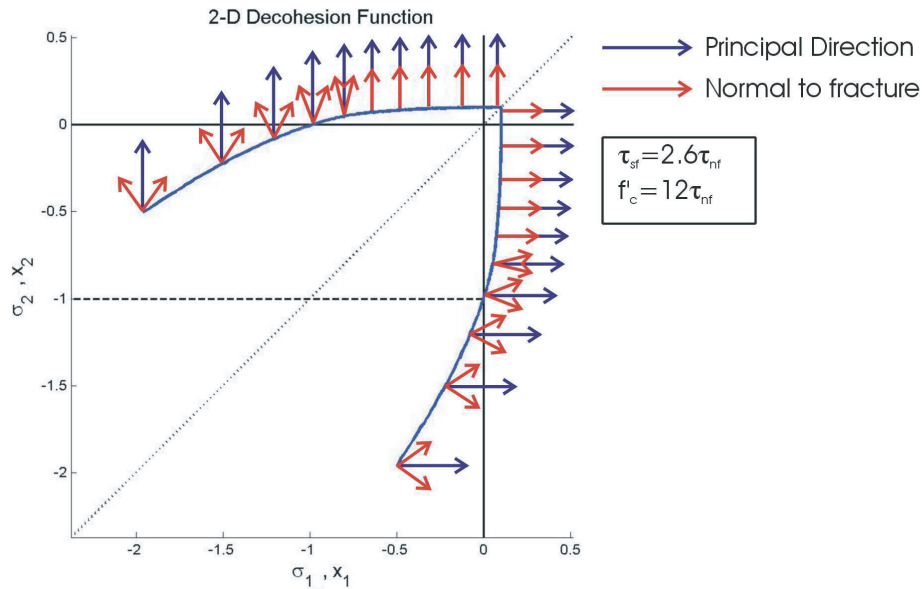 2-D Decohesion Function
Principal Direction
Normal to fracture
τsf=2.6τnf
f'c=12τnf
0.5
0
-0.5
-1
-1.5
-2
σ2 , x2
-2 -1.5 -1 -0.5 0 0.5
σ1 , x1